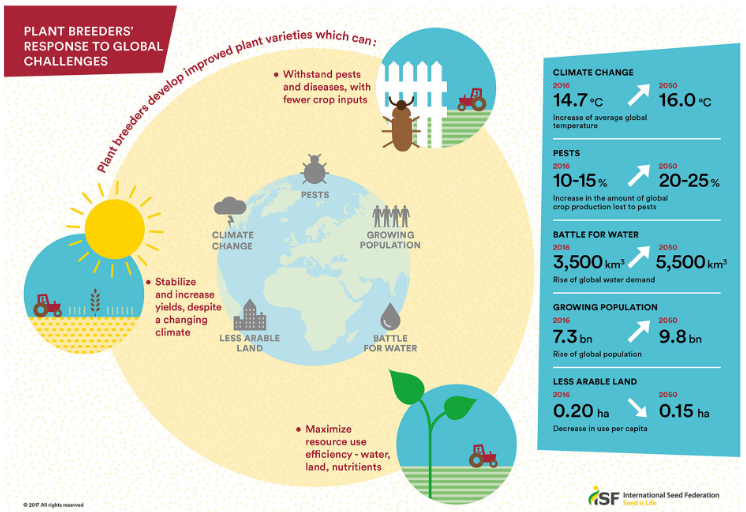 PLANT BREEDERS'
RESPONSE TO GLOBAL
CHALLENGES
Plant breeders develop improved plant varieties which can:
• Withstand pests
and diseases, with
fewer crop inputs
• Stabilize
and increase
yields, despite
a changing
climate
• Maximize
resource use
efficiency - water,
land, nutritients
PESTS
CLIMATE
CHANGE
GROWING
POPULATION
LESS ARABLE
LAND
BATTLE
FOR WATER
CLIMATE CHANGE
2016 2050
14.7 °C 16.0 °C
Increase of average global
temperature
PESTS
2016 2050
10-15 % 20-25%
Increase in the amount of global
crop production lost to pests
BATTLE FOR WATER
2016 2050
3,500 km³ 5,500 km³
Rise of global water demand
GROWING POPULATION
2016 2050
7.3 bn 9.8 bn
Rise of global population
LESS ARABLE LAND
2016 2050
0.20 ha 0.15 ha
Decrease in use per capita
© 2017 All rights reserved
ISF International Seed Federation
Seed is Life